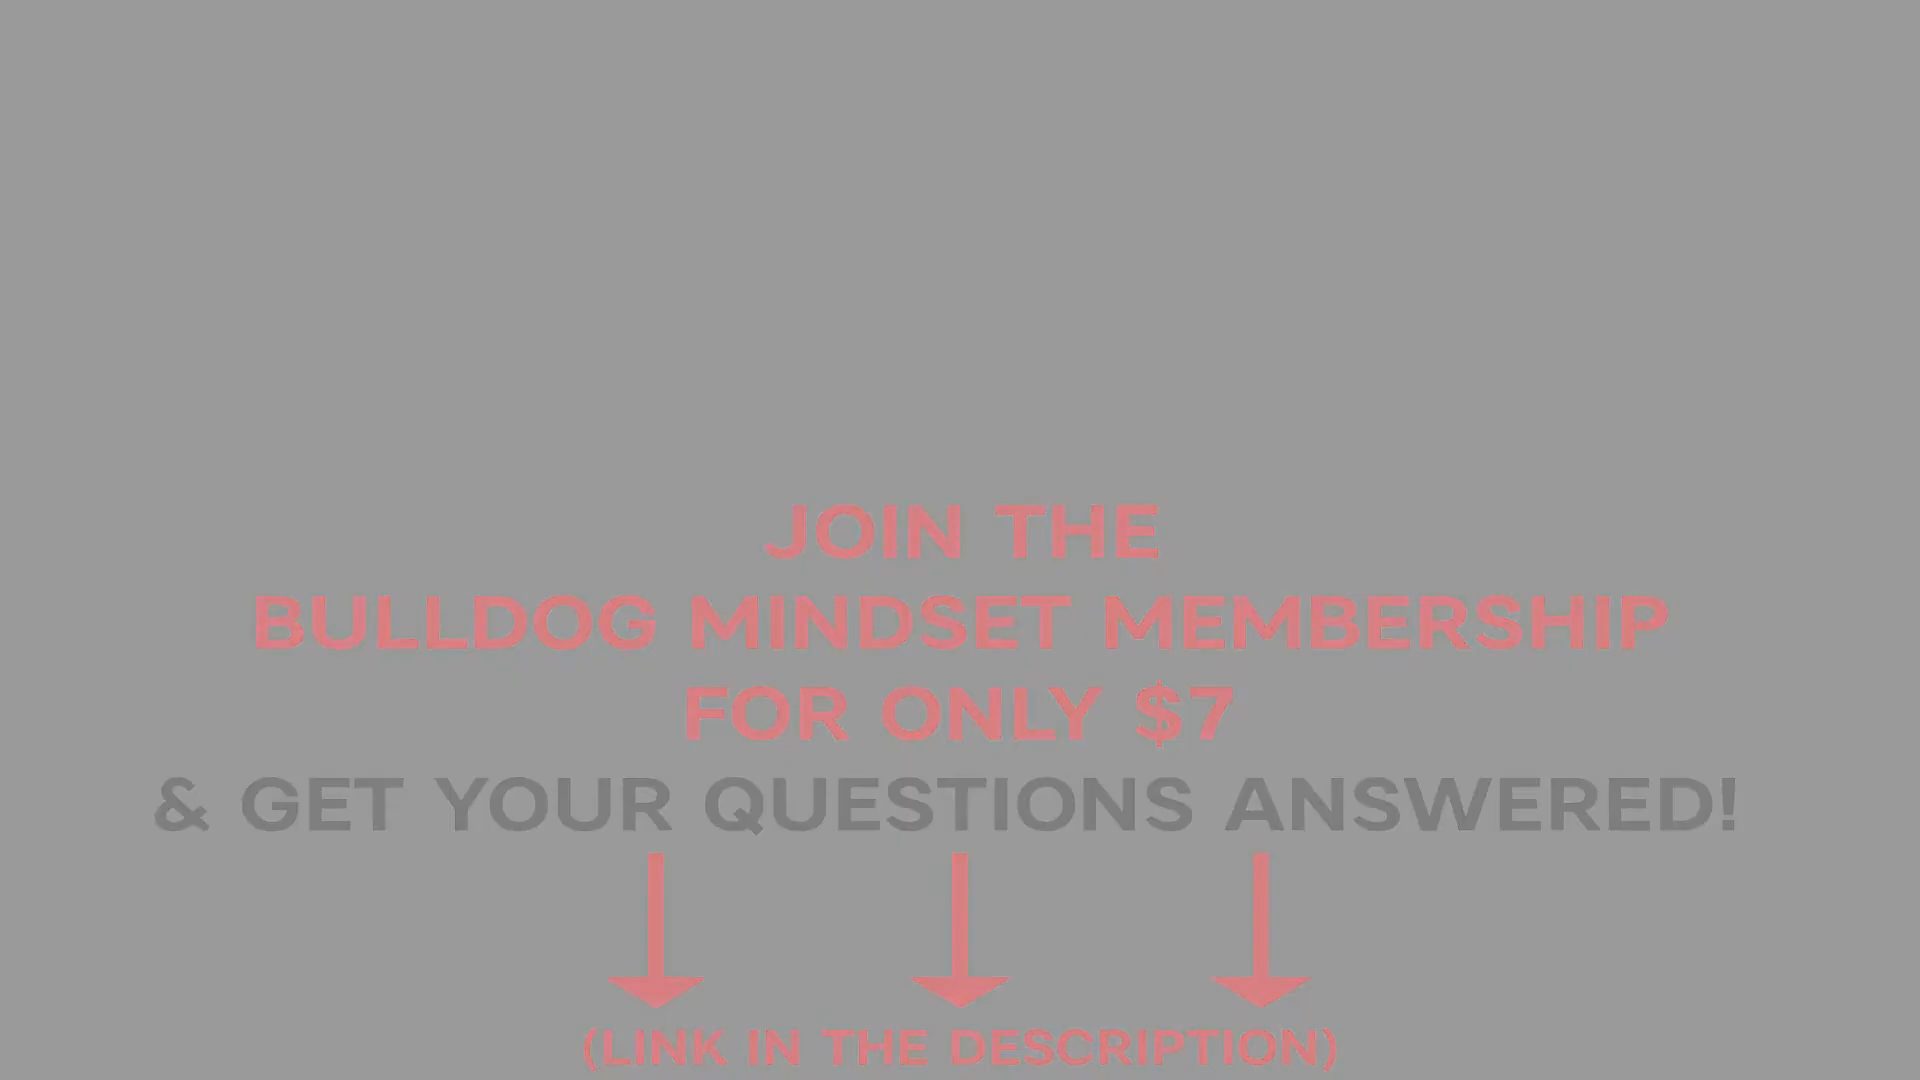 JOIN THE
BULLDOG MINDSET MEMBERSHIP
FOR ONLY $7
& GET YOUR QUESTIONS ANSWERED!
(LINK IN THE DESCRIPTION)